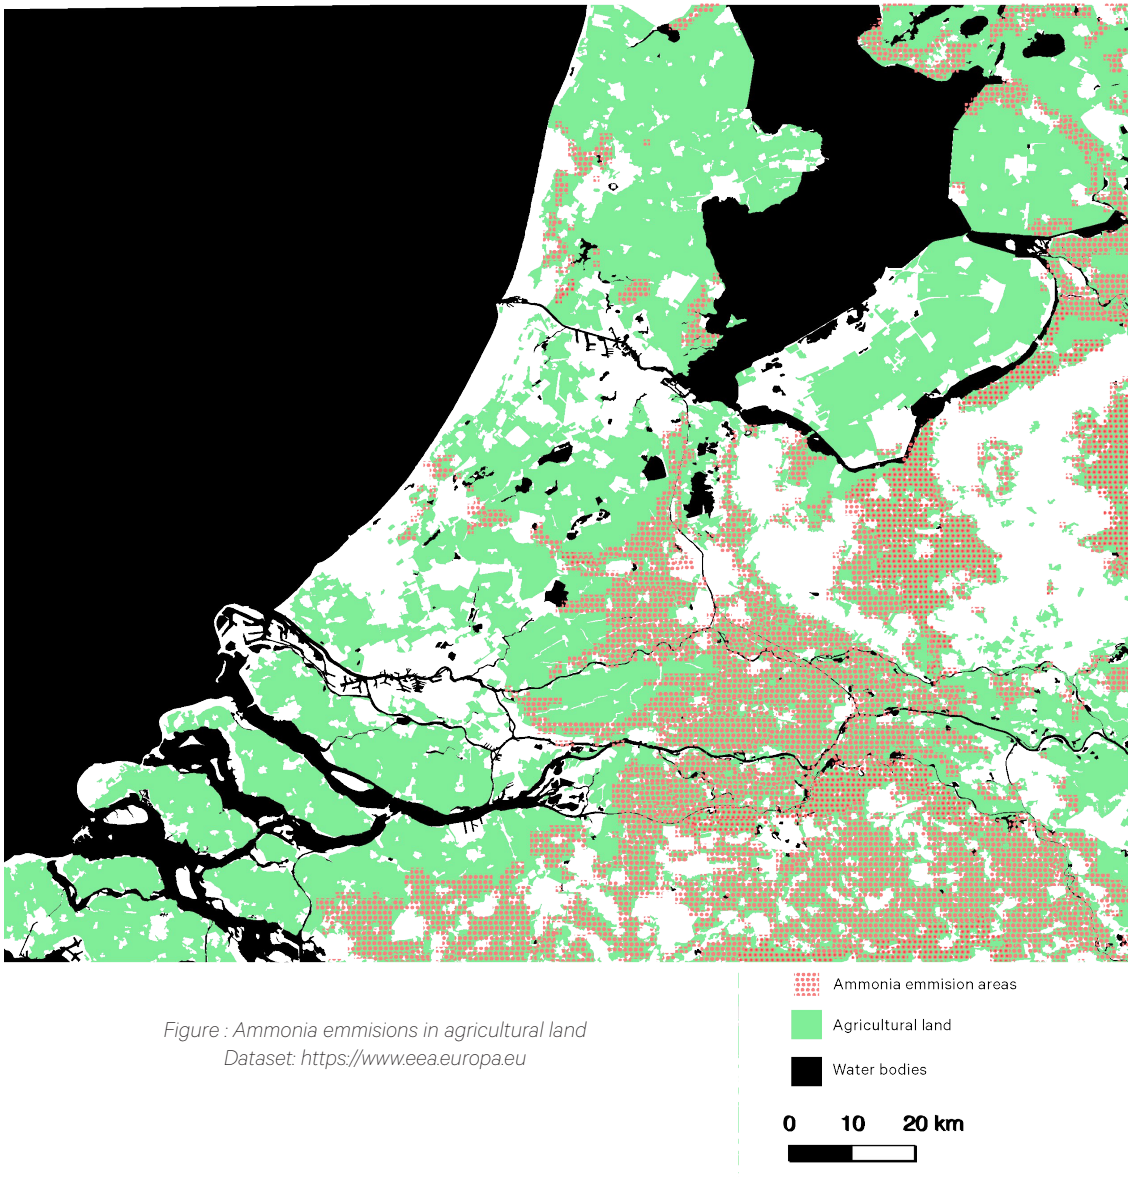 Ammonia emmision areas
Agricultural land
Water bodies
Figure : Ammonia emmisions in agricultural land
Dataset: https://www.eea.europa.eu
0 10 20 km